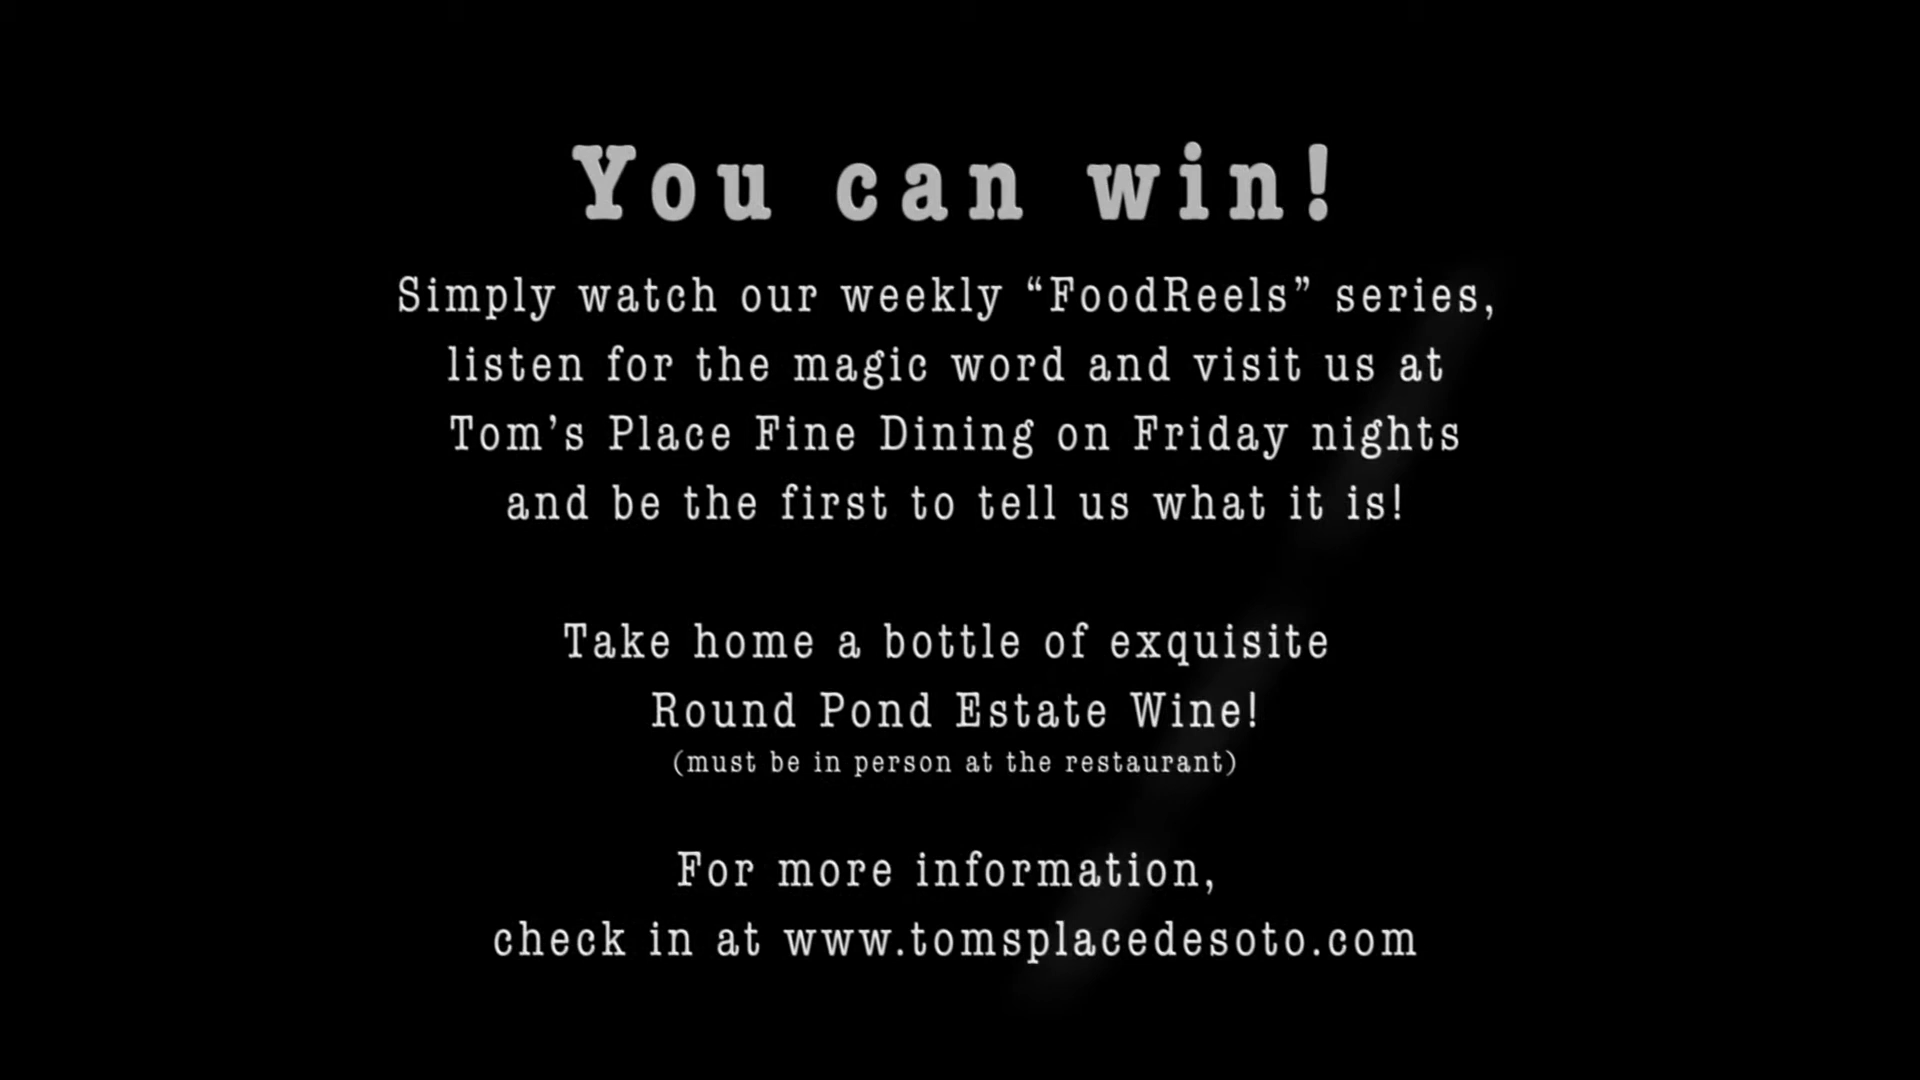 You can win!
Simply watch our weekly “FoodReels” series,
listen for the magic word and visit us at
Tom’s Place Fine Dining on Friday nights
and be the first to tell us what it is!
Take home a bottle of exquisite
Round Pond Estate Wine!
(must be in person at the restaurant)
For more information,
check in at www.tomsplacedesoto.com